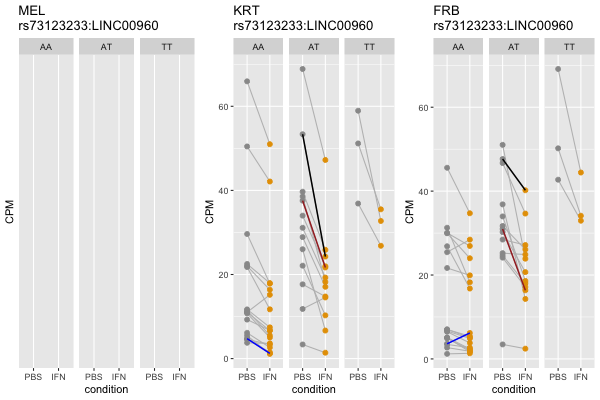 MEL
rs73123233:LINC00960
AA AT TT
CPM
PBS IFN PBS IFN PBS IFN
condition
KRT
rs73123233:LINC00960
AA AT TT
60
40
20
0
CPM
PBS IFN PBS IFN PBS IFN
condition
FRB
rs73123233:LINC00960
AA AT TT
60
40
20
0
CPM
PBS IFN PBS IFN PBS IFN
condition